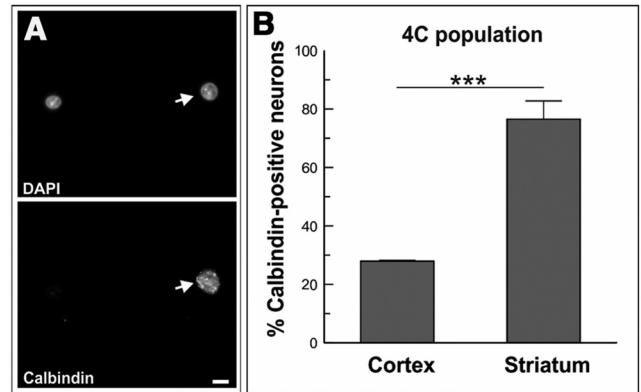 A
DAPI
Calbindin
B
4C population
% Calbindin-positive neurons
100
80
60
40
20
0
***
Cortex
Striatum